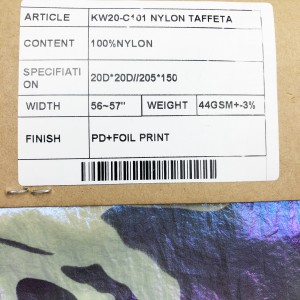 ARTICLE KW20-C101 NYLON TAFFETA
CONTENT 100%NYLON
SPECIFIATI
ON 20D*20D//205*150
WIDTH 56~57" WEIGHT 44GSM+-3%
FINISH PD+FOIL PRINT